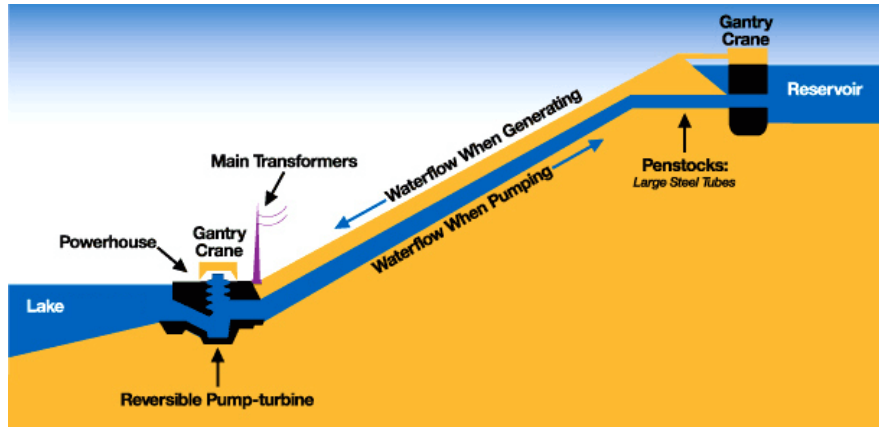 Gantry
Crane
Reservoir
Waterflow When Generating
Main Transformers
Penstocks:
Large Steel Tubes
Waterflow When Pumping
Powerhouse
Gantry
Crane
Lake
Reversible Pump-turbine